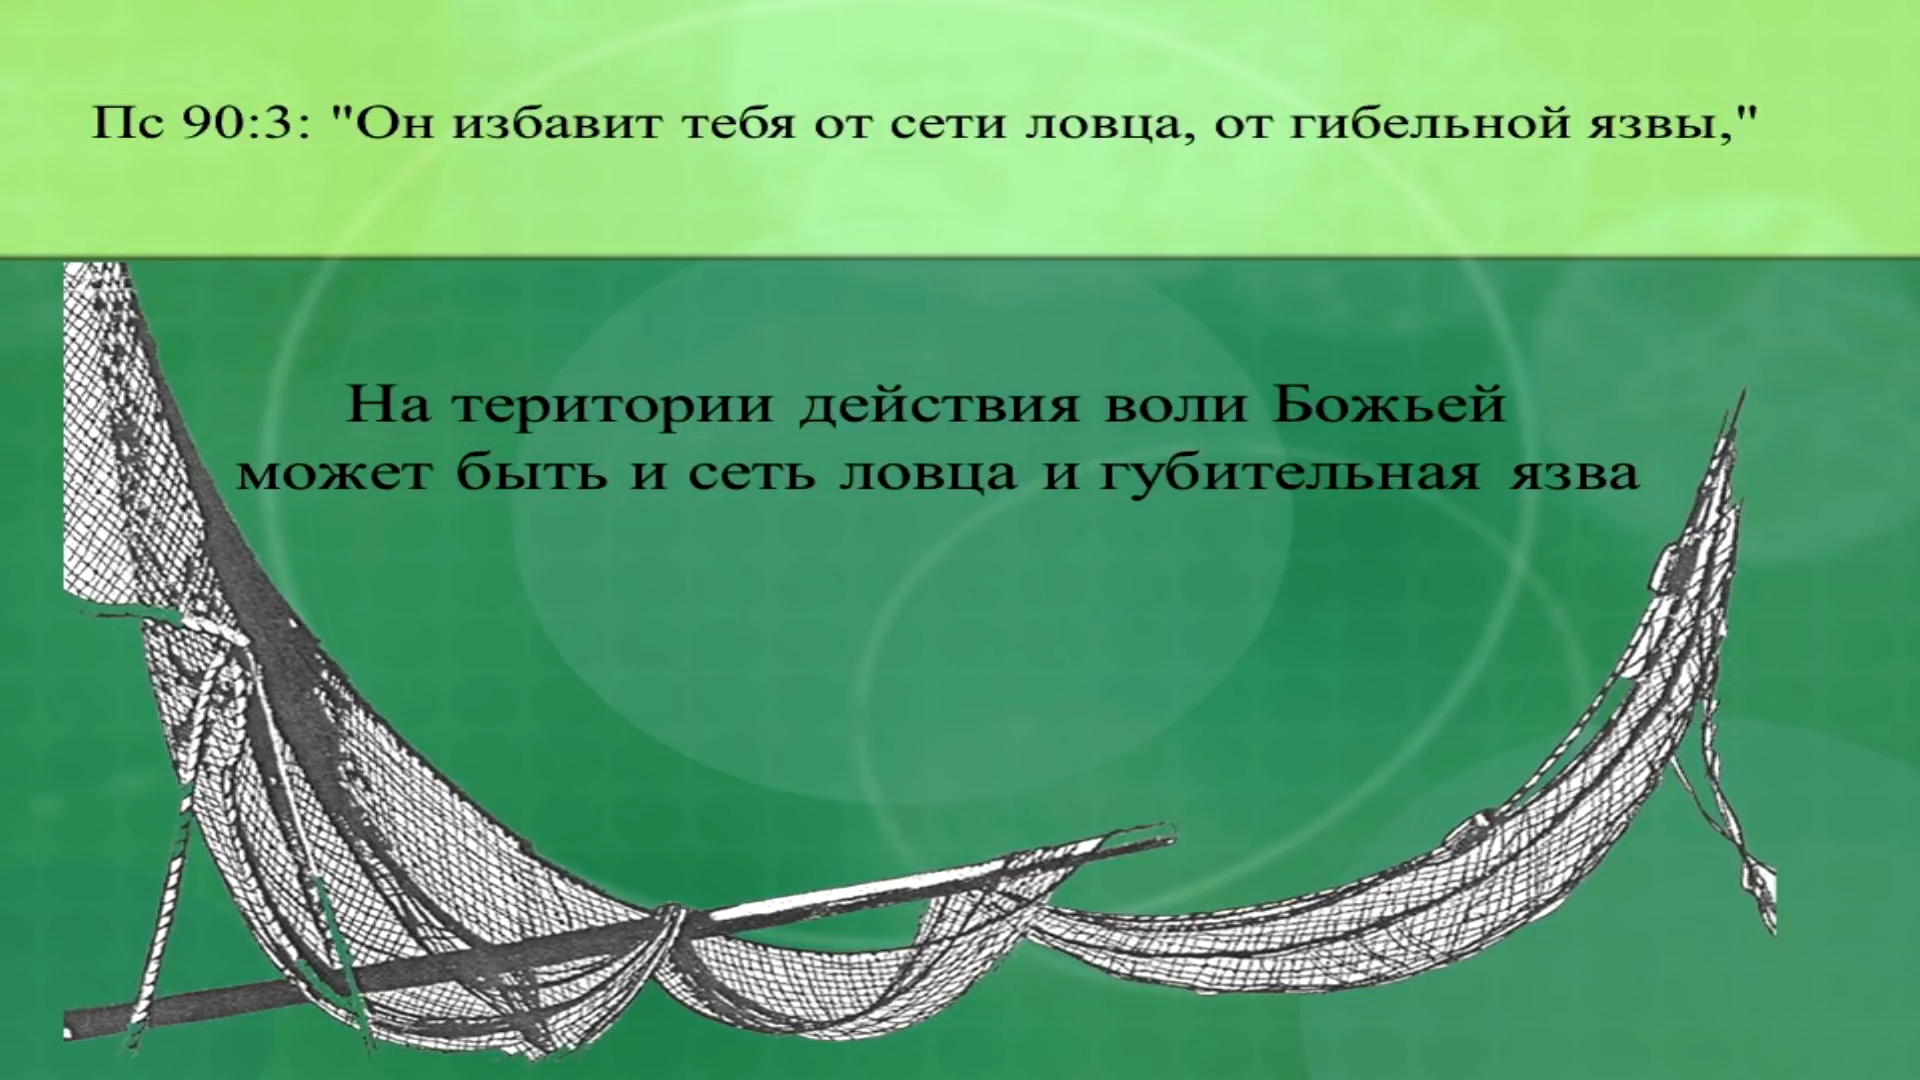 Пс 90:3: "Он избавит тебя от сети ловца, от гибельной язвы,"
На територии действия воли Божьей
может быть и сеть ловца и губительная язва